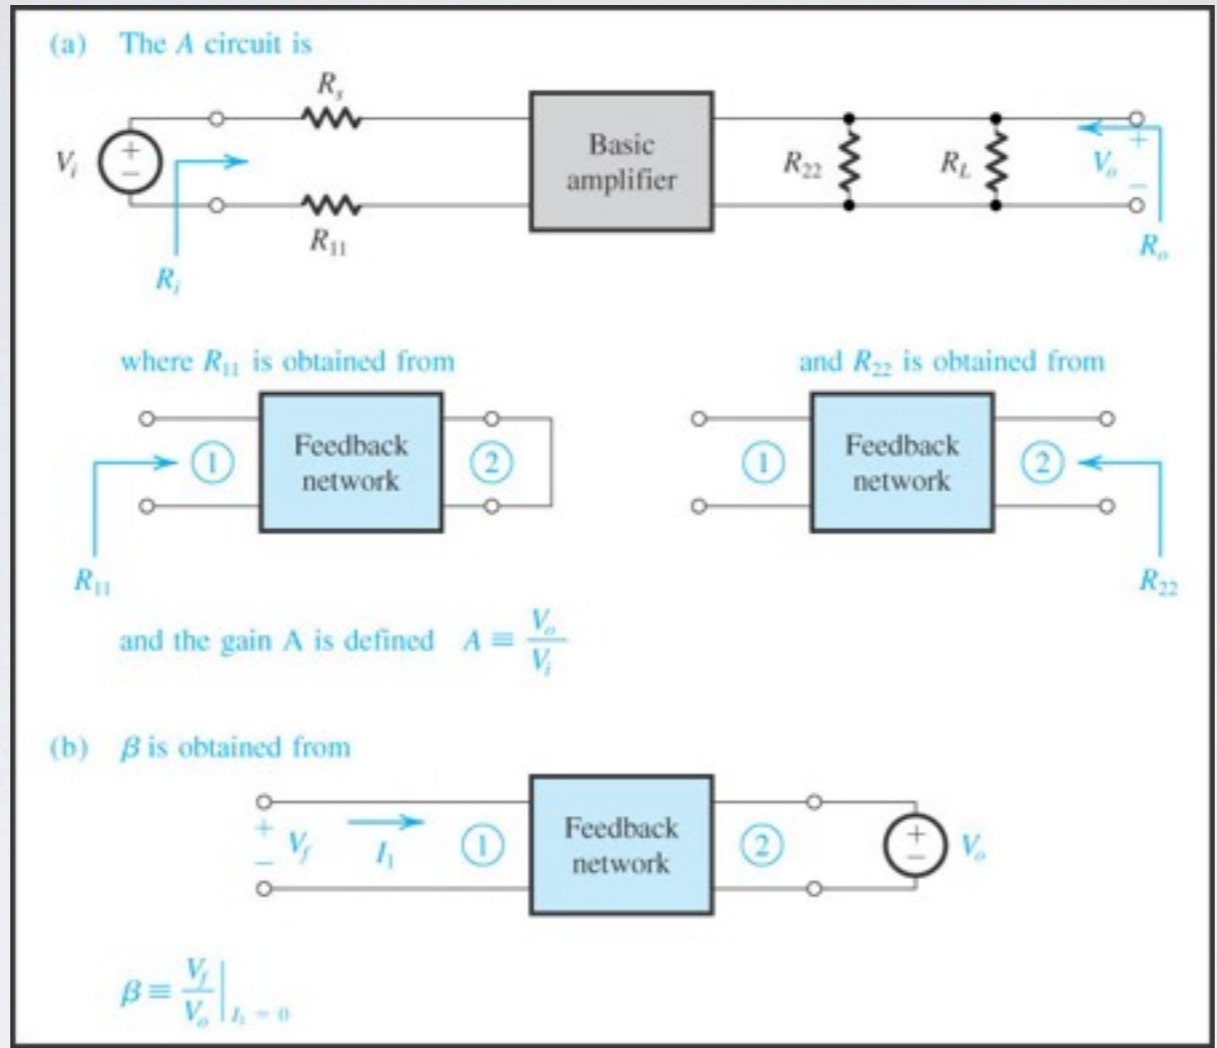 (a) The A circuit is
Rs
Vi
+
−
Basic
amplifier
R22
RL
+
Vo
−
R11
Ri
Ro
where R11 is obtained from
and R22 is obtained from
1
Feedback
network
2
1
Feedback
network
2
R11
R22
and the gain A is defined A ≡ Vo/Vi
(b) β is obtained from
+
Vf
−
I1
1
Feedback
network
2
+
−
Vo
β ≡ Vf/Vo | I1 = 0